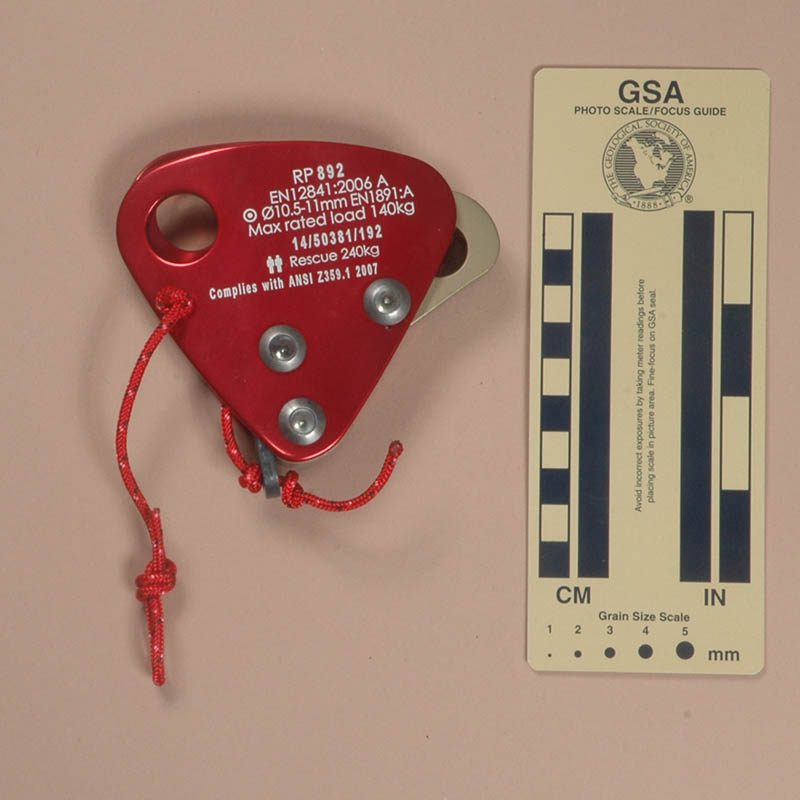 RP892
EN12841:2006 A
Ø10.5-11mm EN1891:A
Max rated load 140kg
14/50381/192
Rescue 240kg
Complies with ANSI Z359.1 2007
GSA
PHOTO SCALE/FOCUS GUIDE
THE GEOLOGICAL SOCIETY OF AMERICA
®
1888
Avoid incorrect exposures by taking meter readings before
placing scale in picture area. Fine-focus on GSA seal.
CM
IN
Grain Size Scale
1 2 3 4 5
mm